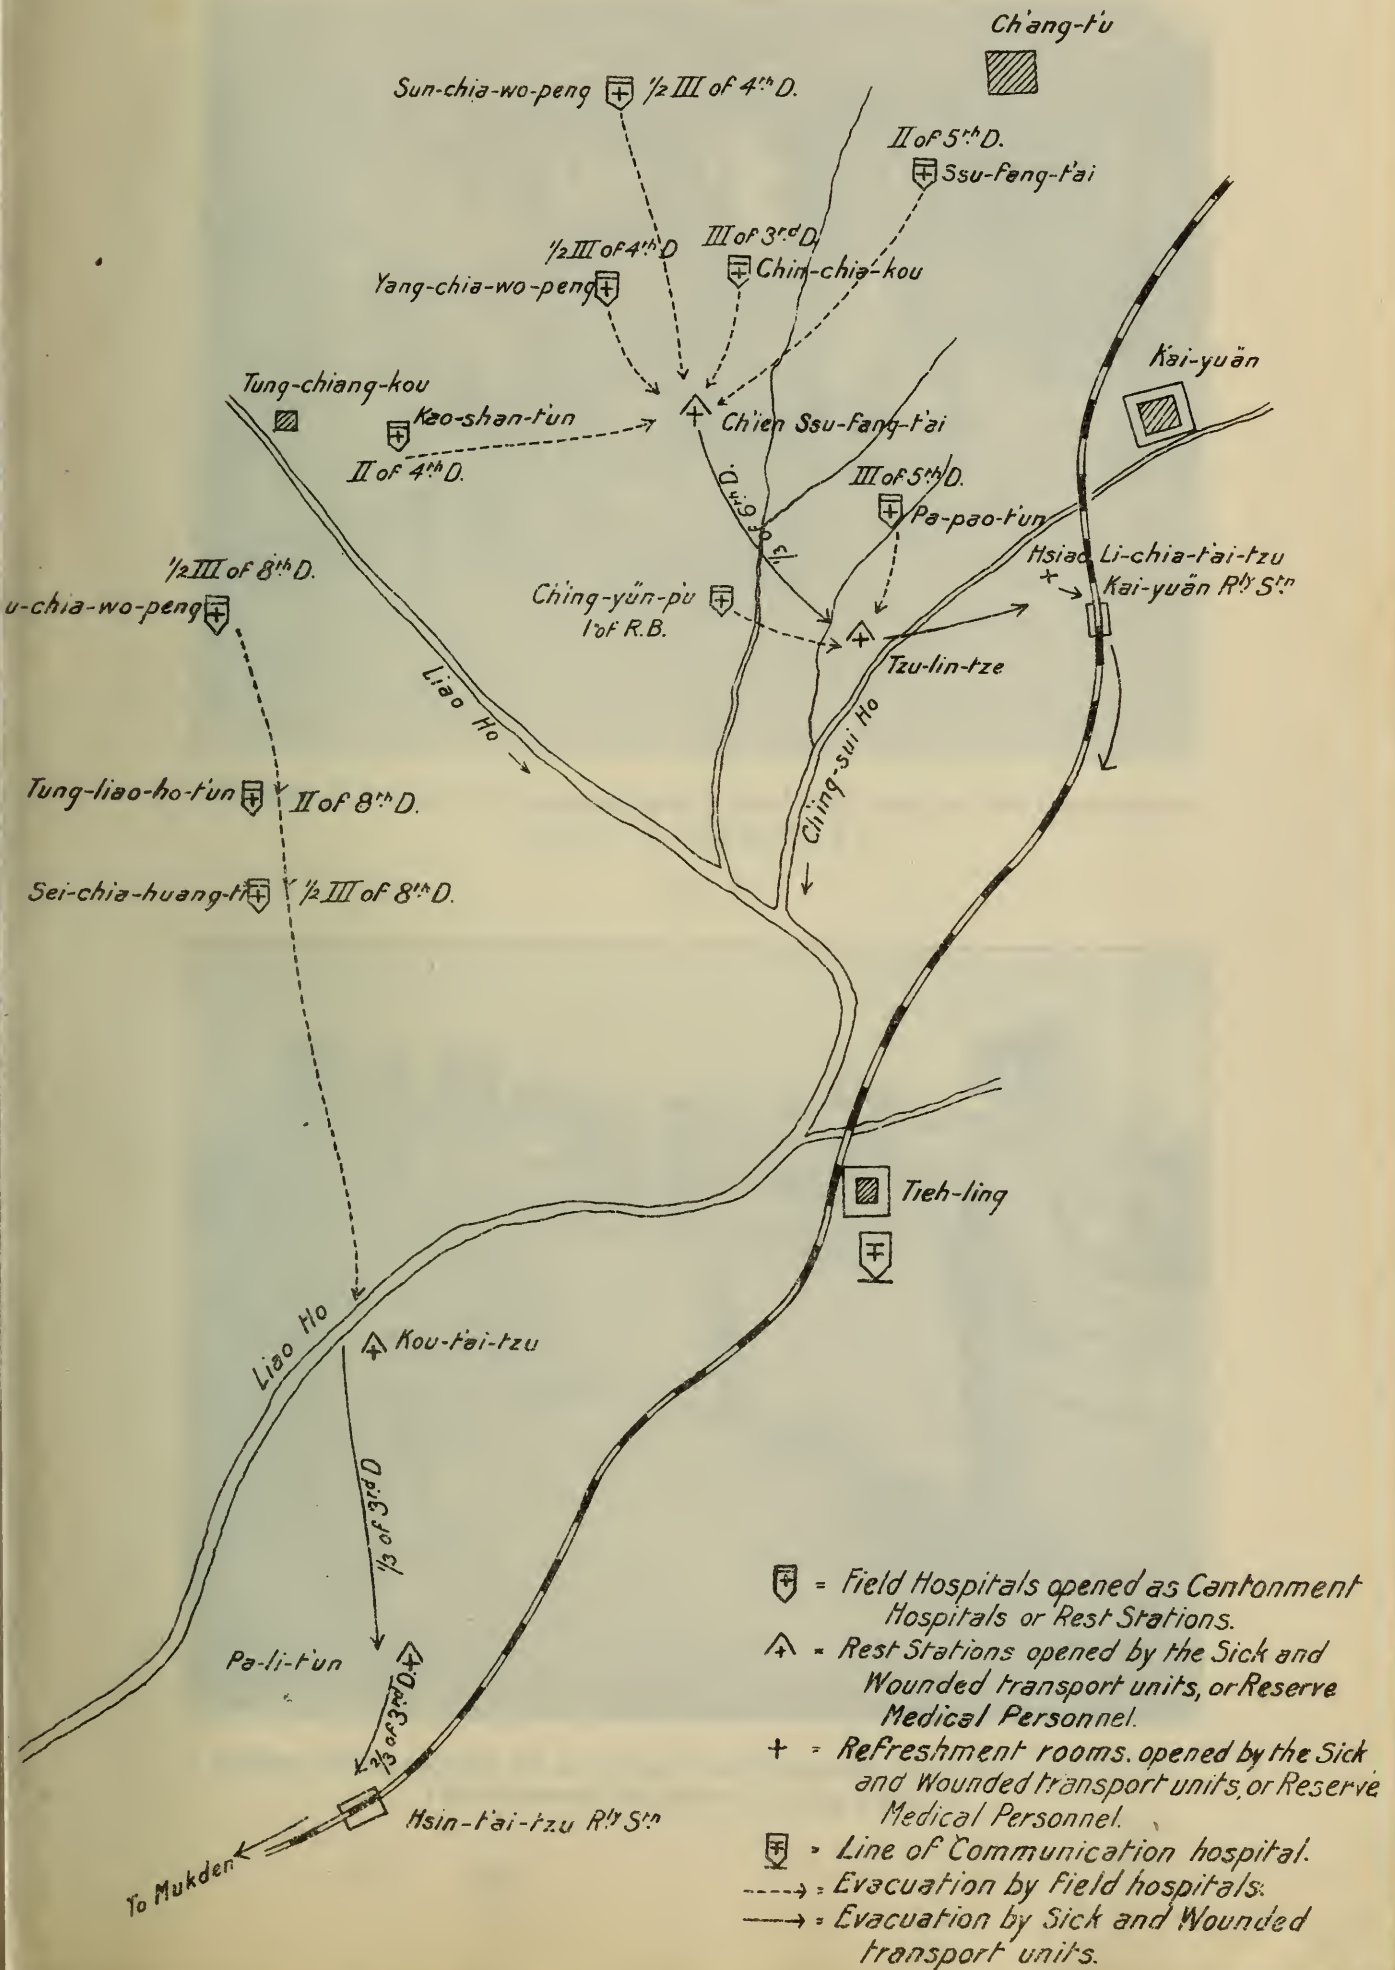 Ch'ang-t'u
Sun-chia-wo-peng ½ III of 4th D.
II of 5th D.
Ssu-fang-t'ai
½ III of 4th D
III of 3rd D.
Yang-chia-wo-peng
Chin-chia-kou
Kai-yuän
Tung-chiang-kou
Kao-shan-t'un
II of 4th D.
Ch'ien Ssu-fang-t'ai
⅓ of 6th D.
III of 5th D.
Pa-pao-t'un
½ III of 8th D.
u-chia-wo-peng
Ching-yün-p'u
1 of R.B.
Hsiao Li-chia-t'ai-tzu
Kai-yuän Rly Stn
Tzu-lin-tze
Liao Ho
Ching-sui Ho
Tung-liao-ho-t'un II of 8th D.
Sei-chia-huang-ti ½ III of 8th D.
Tieh-ling
Liao Ho
Kou-t'ai-tzu
⅓ of 3rd D
Pa-li-t'un
⅔ of 3rd D.
Hsin-t'ai-tzu Rly Stn
To Mukden
= Field Hospitals opened as Cantonment
Hospitals or Rest Stations.
= Rest Stations opened by the Sick and
Wounded transport units, or Reserve
Medical Personnel.
+ = Refreshment rooms. opened by the Sick
and Wounded transport units, or Reserve
Medical Personnel.
= Line of Communication hospital.
= Evacuation by field hospitals.
= Evacuation by Sick and Wounded
transport units.